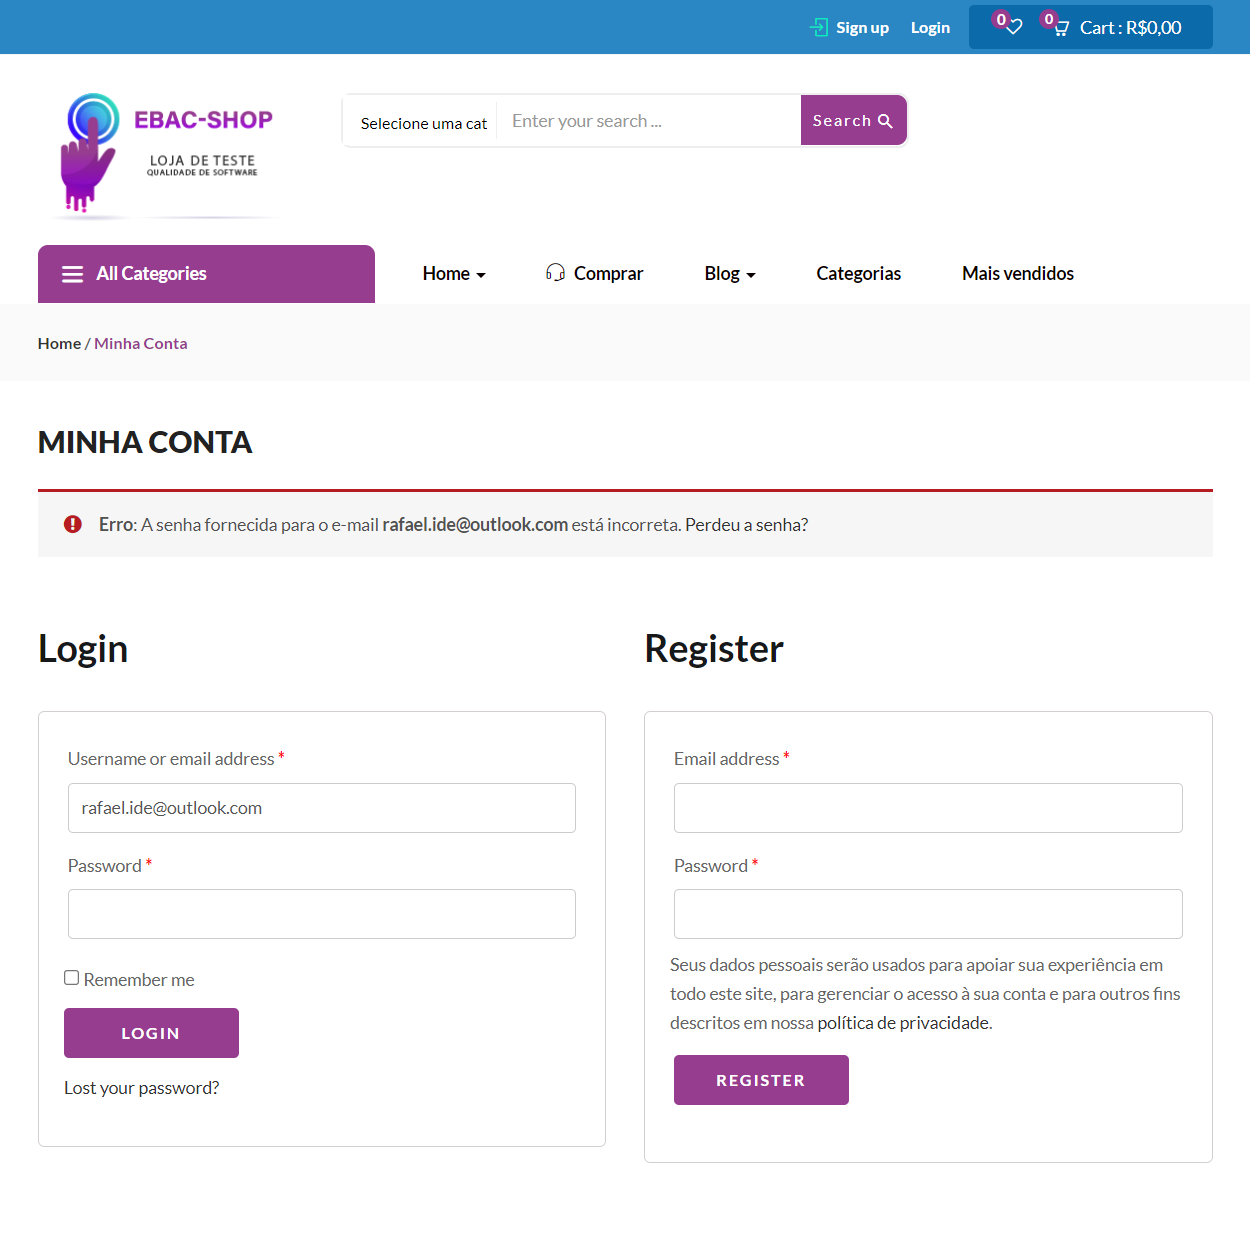 Sign up Login 0 0 Cart : R$0,00
EBAC-SHOP
LOJA DE TESTE
QUALIDADE DE SOFTWARE
Selecione uma cat Enter your search ... Search
All Categories Home Comprar Blog Categorias Mais vendidos
Home / Minha Conta
MINHA CONTA
Erro: A senha fornecida para o e-mail rafael.ide@outlook.com está incorreta. Perdeu a senha?
Login
Username or email address *
rafael.ide@outlook.com
Password *
Remember me
LOGIN
Lost your password?
Register
Email address *
Password *
Seus dados pessoais serão usados para apoiar sua experiência em
todo este site, para gerenciar o acesso à sua conta e para outros fins
descritos em nossa política de privacidade.
REGISTER